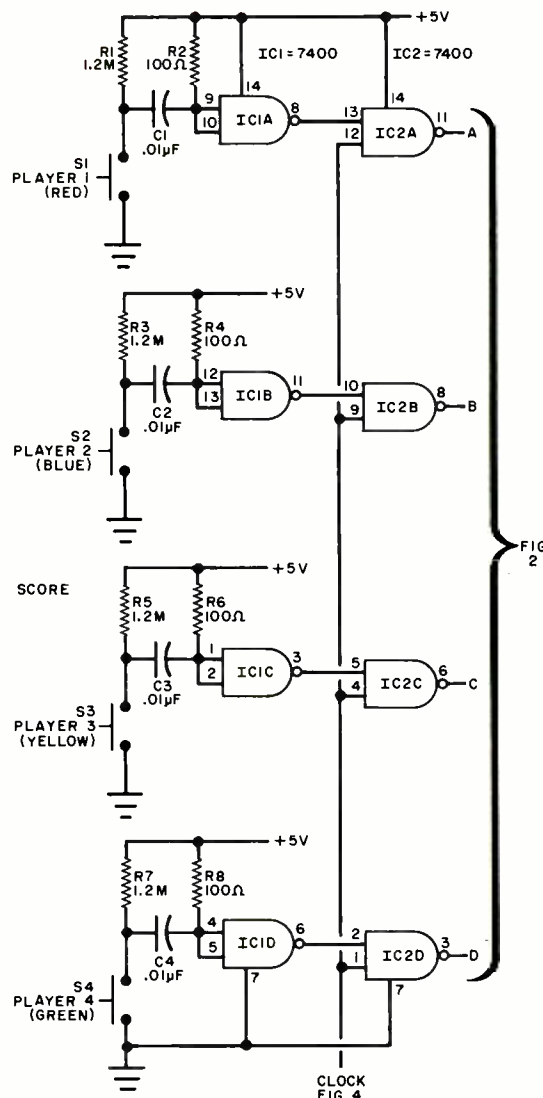 +5V
R1
1.2M
R2
100Ω
IC1=7400
IC2=7400
14
14
9
10
IC1A
8
13
12
IC2A
11
A
C1
.01µF
S1
PLAYER 1
(RED)
+5V
R3
1.2M
R4
100Ω
12
13
IC1B
11
10
9
IC2B
8
B
C2
.01µF
S2
PLAYER 2
(BLUE)
FIG
2
+5V
SCORE
R5
1.2M
R6
100Ω
1
2
IC1C
3
5
4
IC2C
6
C
C3
.01µF
S3
PLAYER 3
(YELLOW)
+5V
R7
1.2M
R8
100Ω
4
5
IC1D
6
2
1
IC2D
3
D
C4
.01µF
7
7
S4
PLAYER 4
(GREEN)
CLOCK
FIG. 4